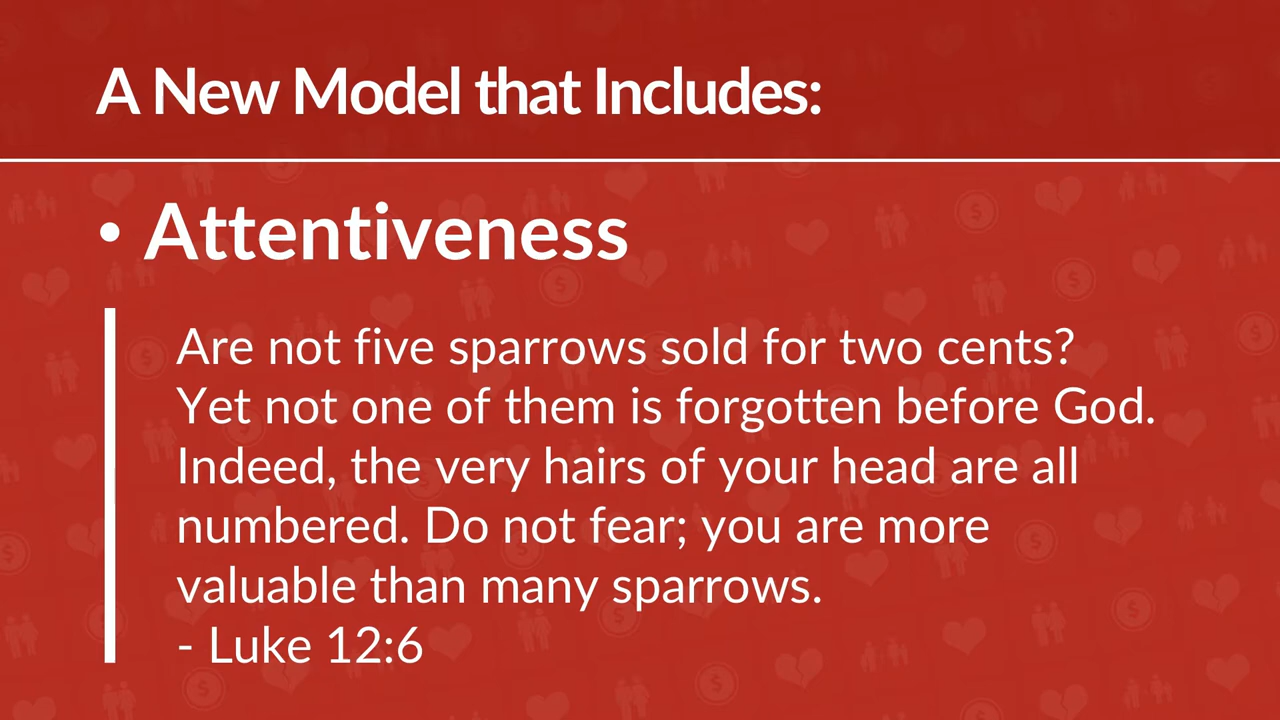 A New Model that Includes:
• Attentiveness
Are not five sparrows sold for two cents?
Yet not one of them is forgotten before God.
Indeed, the very hairs of your head are all
numbered. Do not fear; you are more
valuable than many sparrows.
- Luke 12:6